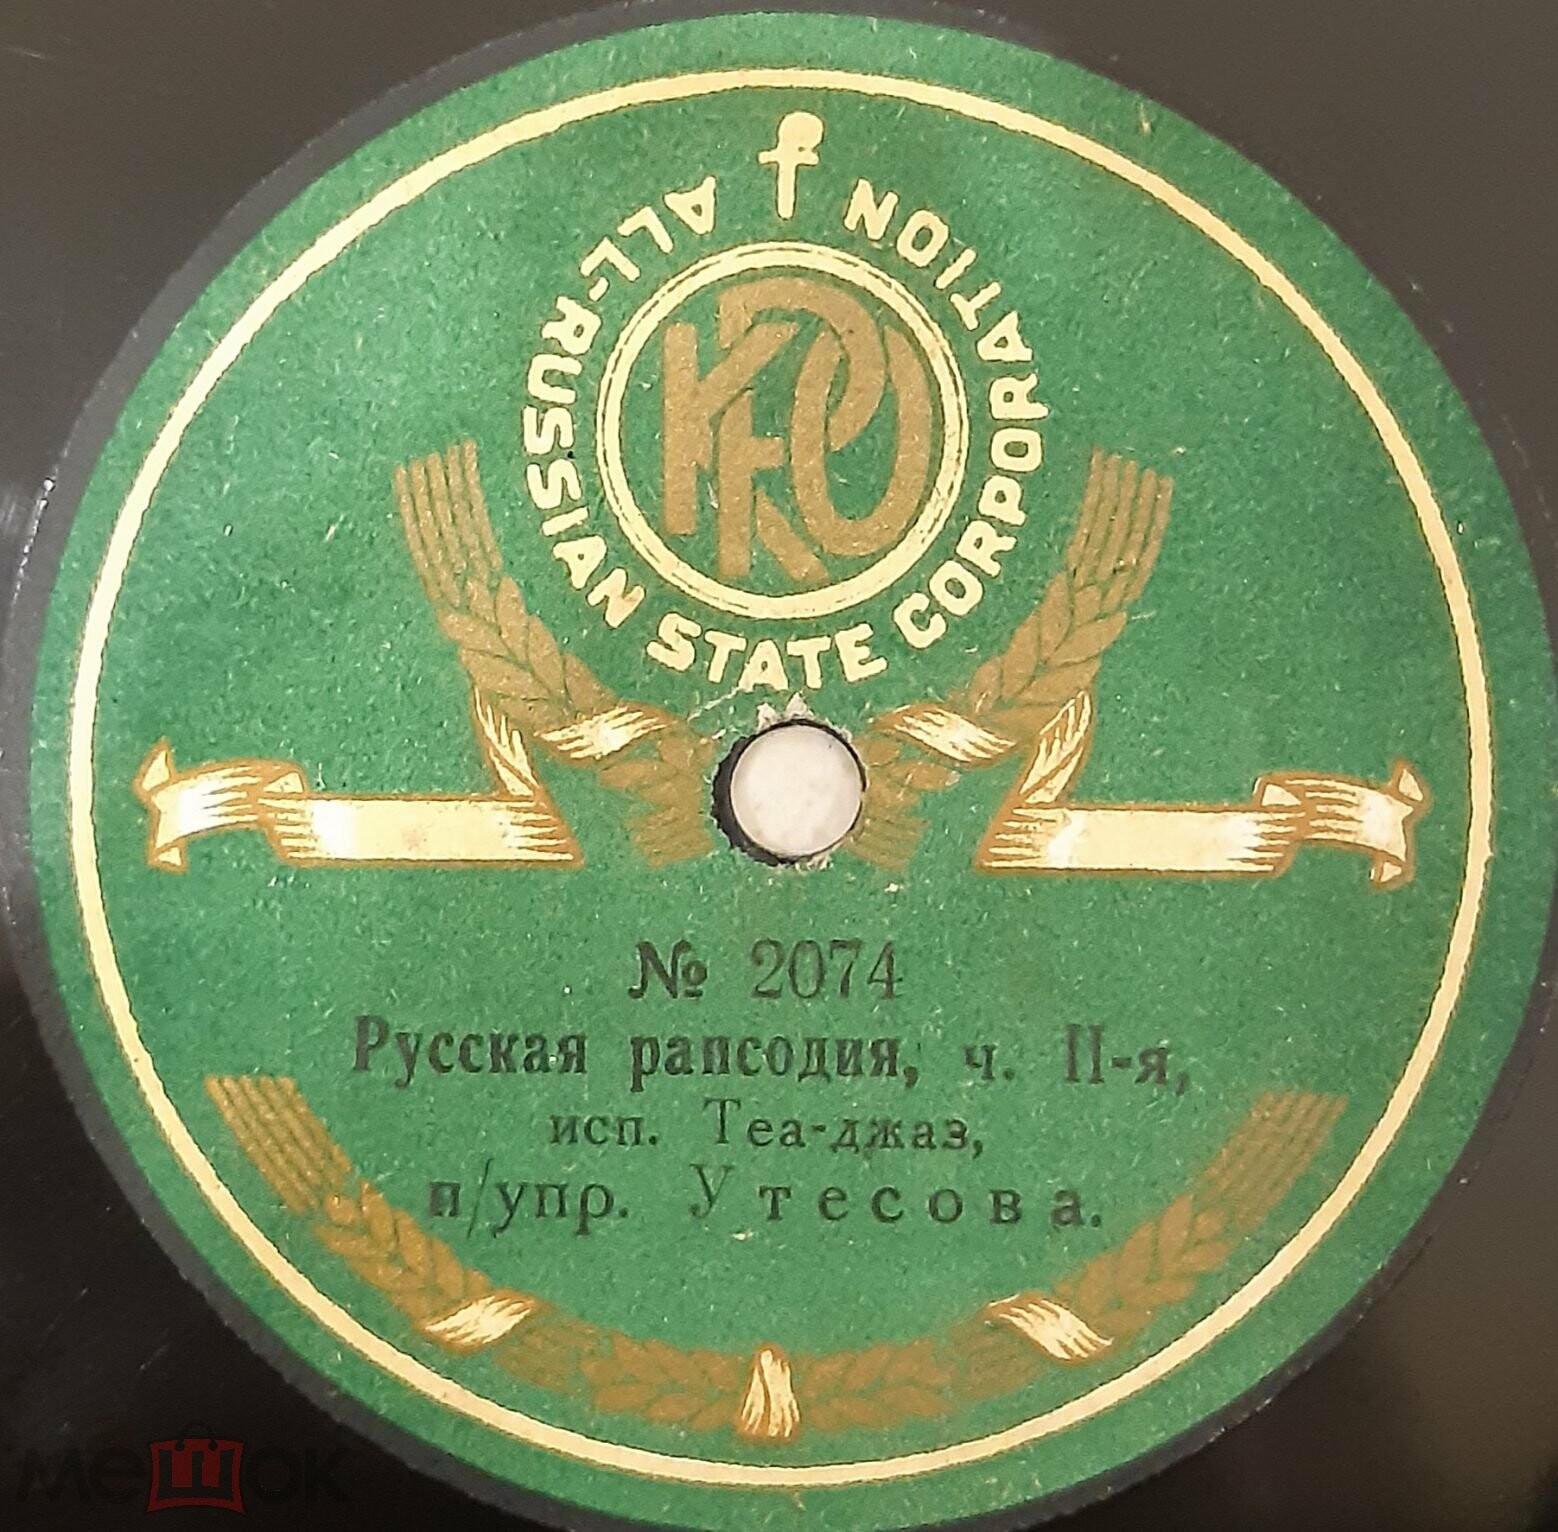 ALL-RUSSIAN STATE CORPORATION
№ 2074
Русская рапсодия, ч. II-я,
исп. Теа-джаз,
п/упр. Утесова.
мешок